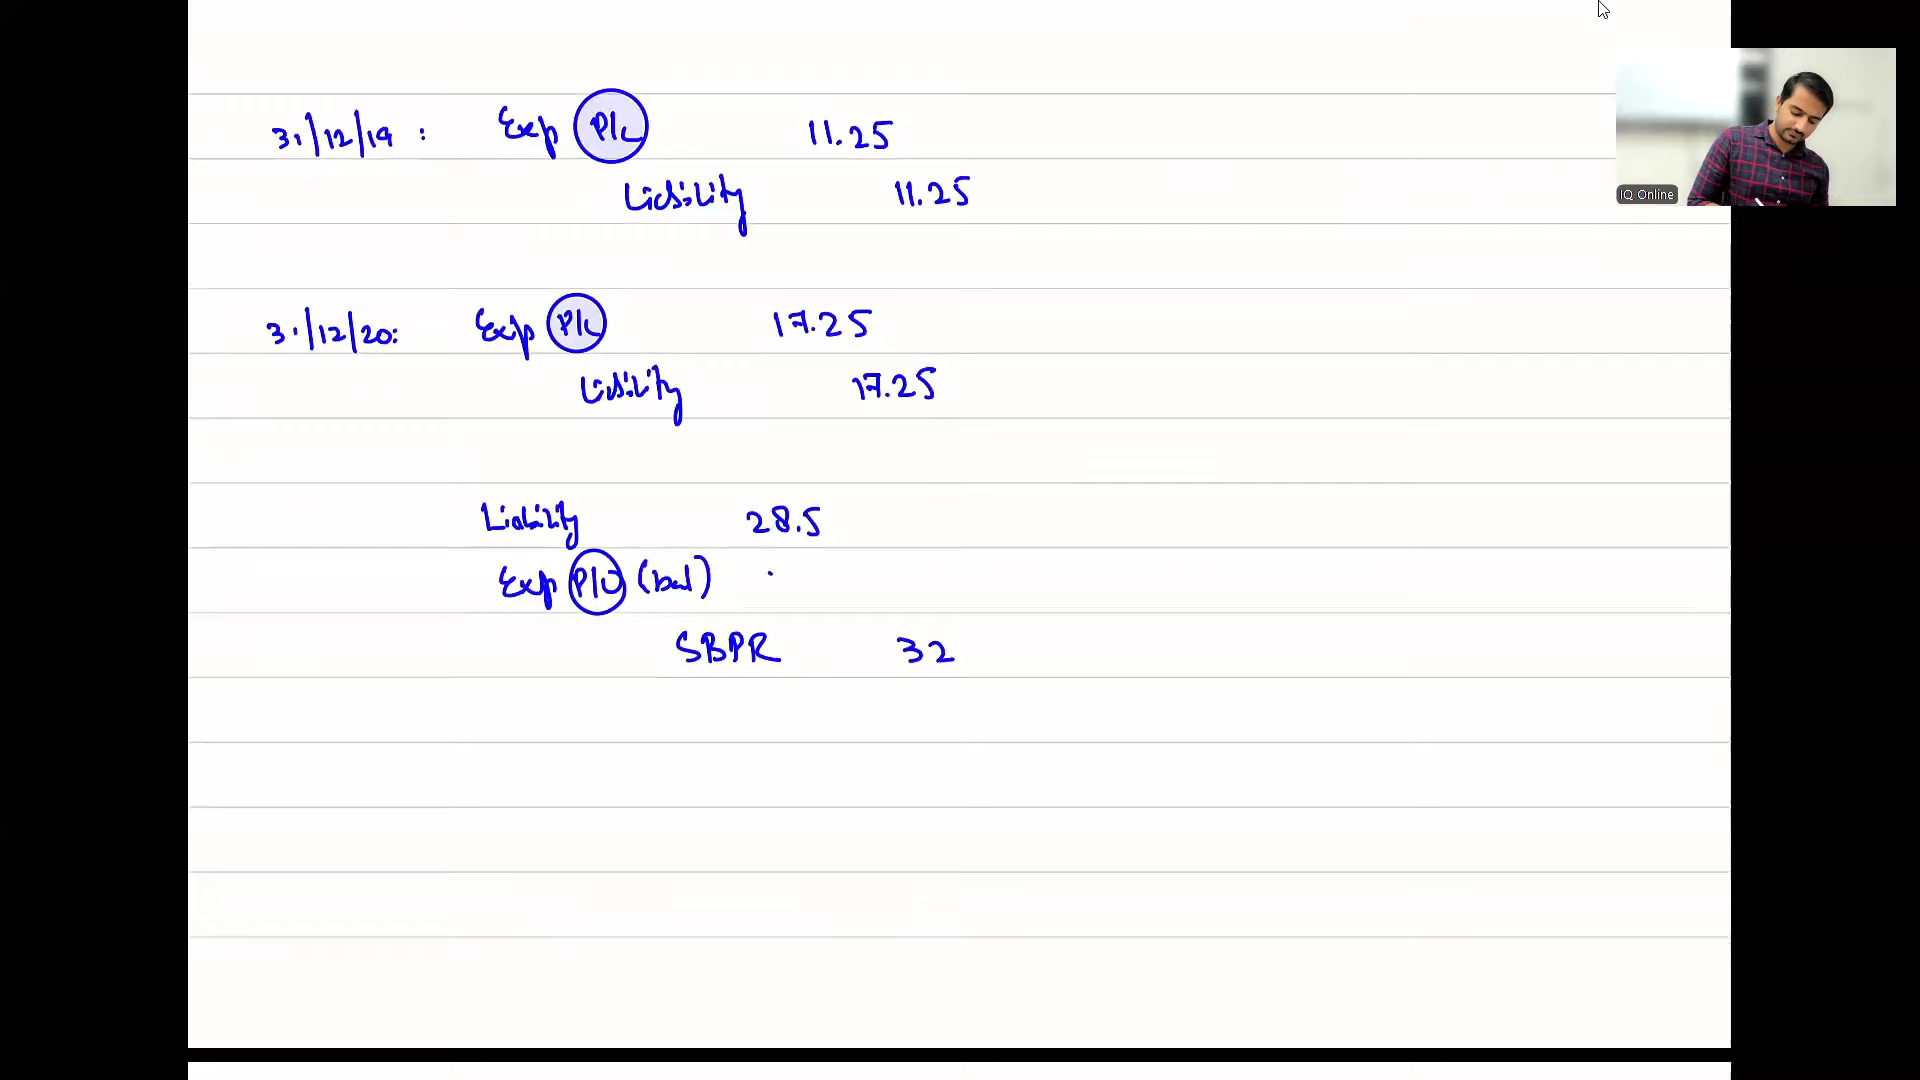 31/12/19 : Exp P/L 11.25
Liability 11.25
31/12/20: Exp P/L 17.25
Liability 17.25
Liability 28.5
Exp P/L (bal)
SBPR 32
IQ Online